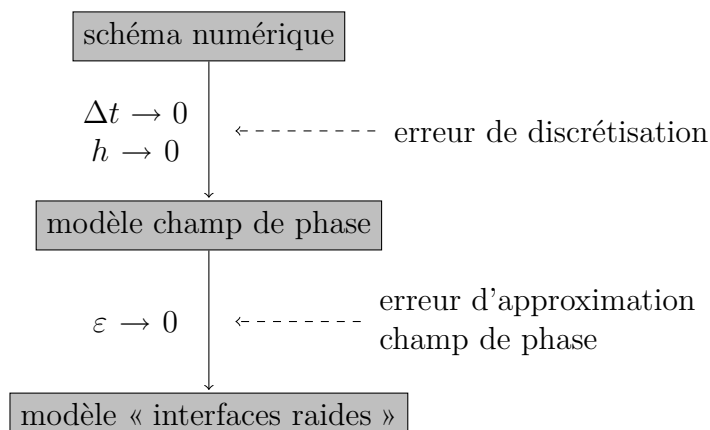 schéma numérique
Δt → 0
h → 0
erreur de discrétisation
modèle champ de phase
ε → 0
erreur d'approximation
champ de phase
modèle « interfaces raides »